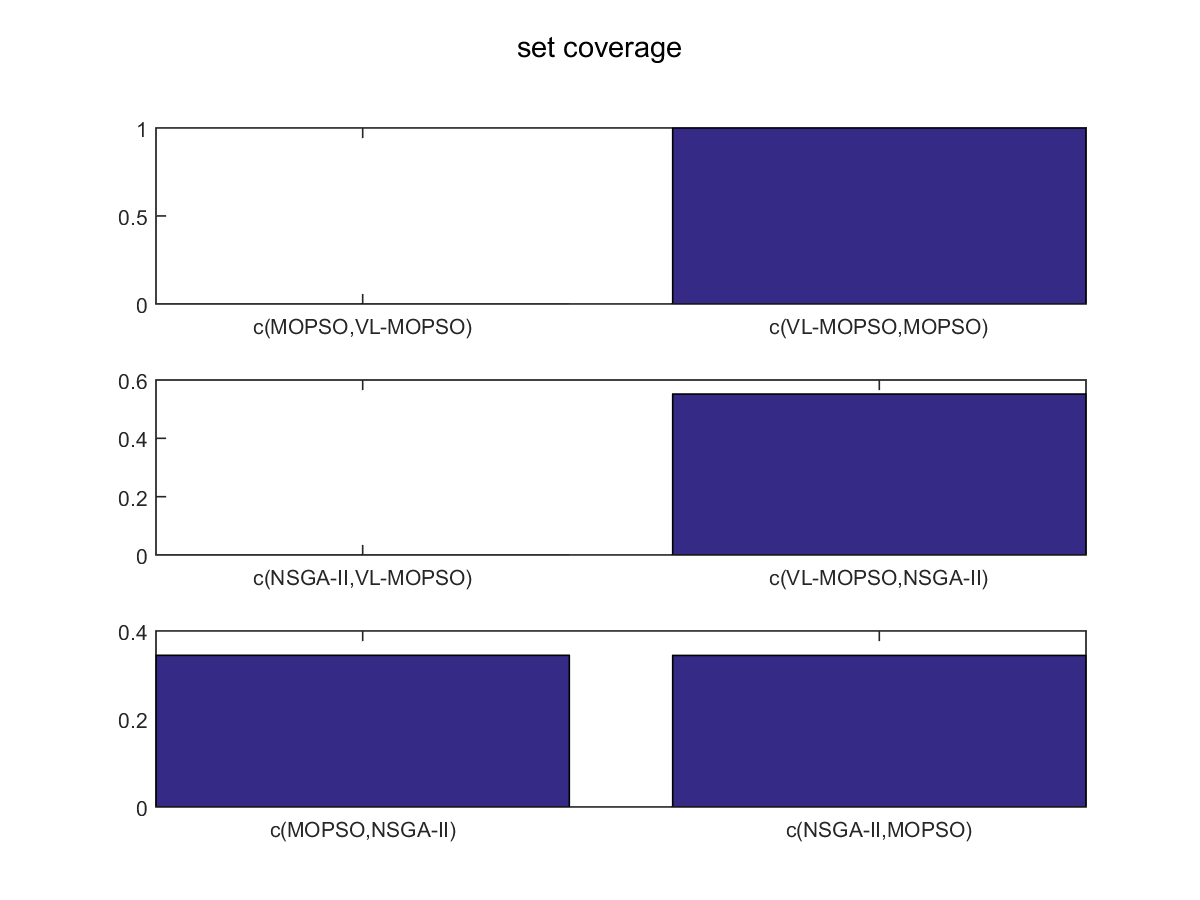 set coverage
1
0.5
0
c(MOPSO,VL-MOPSO) c(VL-MOPSO,MOPSO)
0.6
0.4
0.2
0
c(NSGA-II,VL-MOPSO) c(VL-MOPSO,NSGA-II)
0.4
0.2
0
c(MOPSO,NSGA-II) c(NSGA-II,MOPSO)